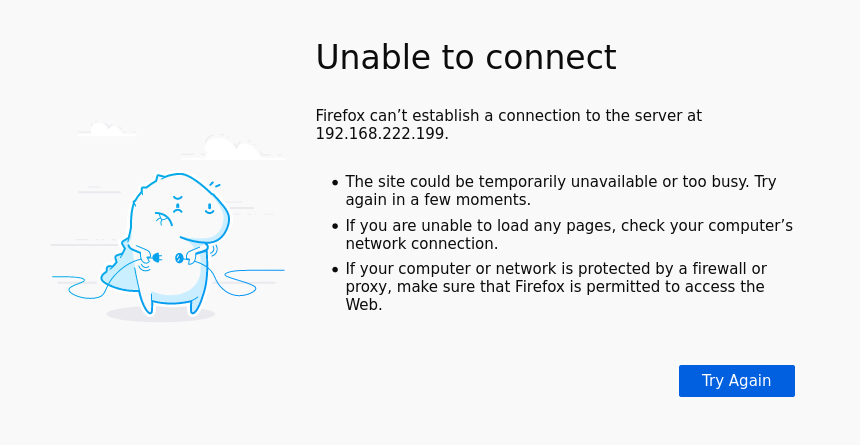 Unable to connect
Firefox can’t establish a connection to the server at
192.168.222.199.
• The site could be temporarily unavailable or too busy. Try
again in a few moments.
• If you are unable to load any pages, check your computer’s
network connection.
• If your computer or network is protected by a firewall or
proxy, make sure that Firefox is permitted to access the
Web.
Try Again